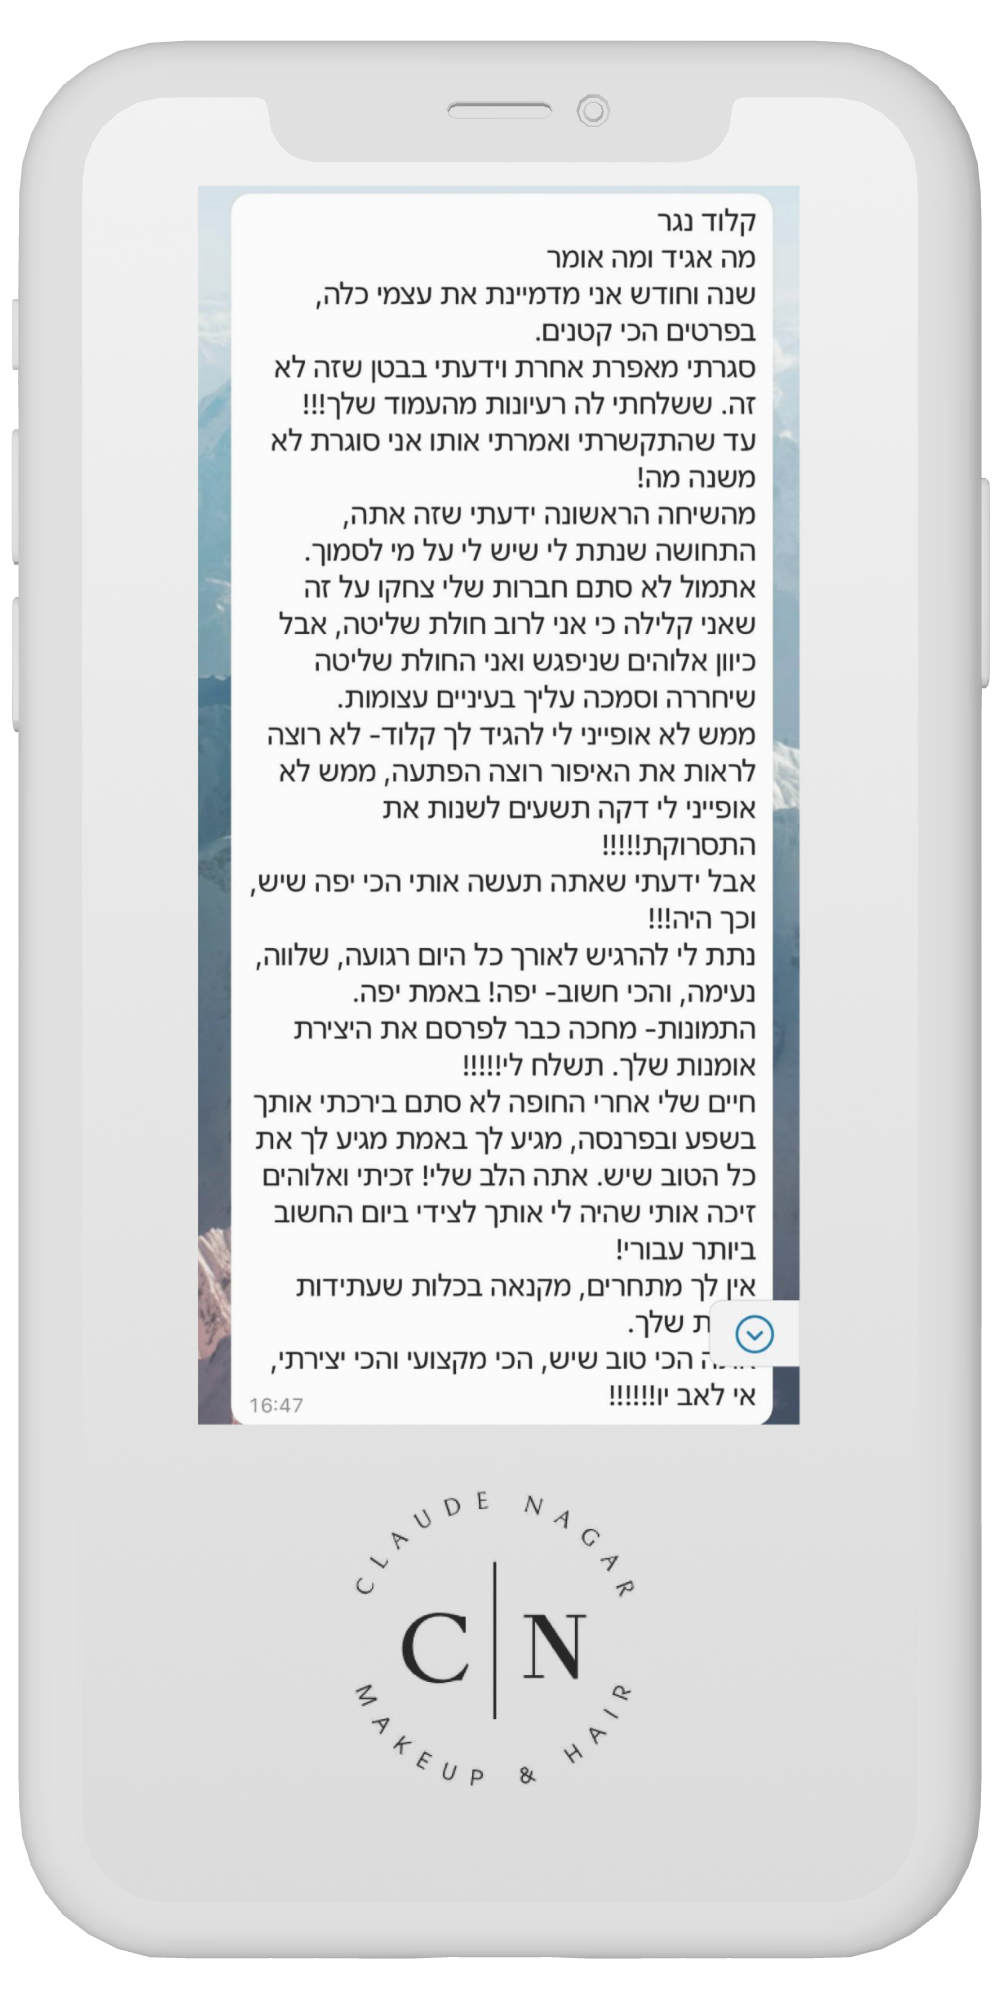 קלוד נגר
מה אגיד ומה אומר
שנה וחודש אני מדמיינת את עצמי כלה,
בפרטים הכי קטנים.
סגרתי מאפרת אחרת וידעתי בבטן שזה לא
זה. ששלחתי לה רעיונות מהעמוד שלך!!!
עד שהתקשרתי ואמרתי אותו אני סוגרת לא
משנה מה!
מהשיחה הראשונה ידעתי שזה אתה,
התחושה שנתת לי שיש לי על מי לסמוך.
אתמול לא סתם חברות שלי צחקו על זה
שאני קלילה כי אני לרוב חולת שליטה, אבל
כיוון אלוהים שניפגש ואני החולת שליטה
שיחררה וסמכה עליך בעיניים עצומות.
ממש לא אופייני לי להגיד לך קלוד- לא רוצה
לראות את האיפור רוצה הפתעה, ממש לא
אופייני לי דקה תשעים לשנות את
התסרוקת!!!!!
אבל ידעתי שאתה תעשה אותי הכי יפה שיש,
וכך היה!!!
נתת לי להרגיש לאורך כל היום רגועה, שלווה,
נעימה, והכי חשוב- יפה! באמת יפה.
התמונות- מחכה כבר לפרסם את היצירת
אומנות שלך. תשלח לי!!!!!
חיים שלי אחרי החופה לא סתם בירכתי אותך
בשפע ובפרנסה, מגיע לך באמת מגיע לך את
כל הטוב שיש. אתה הלב שלי! זכיתי ואלוהים
זיכה אותי שהיה לי אותך לצידי ביום החשוב
ביותר עבורי!
אין לך מתחרים, מקנאה בכלות שעתידות
שלך.
הכי טוב שיש, הכי מקצועי והכי יצירתי,
אי לאב יו!!!!!!
16:47
CLAUDE NAGAR
C|N
MAKEUP & HAIR